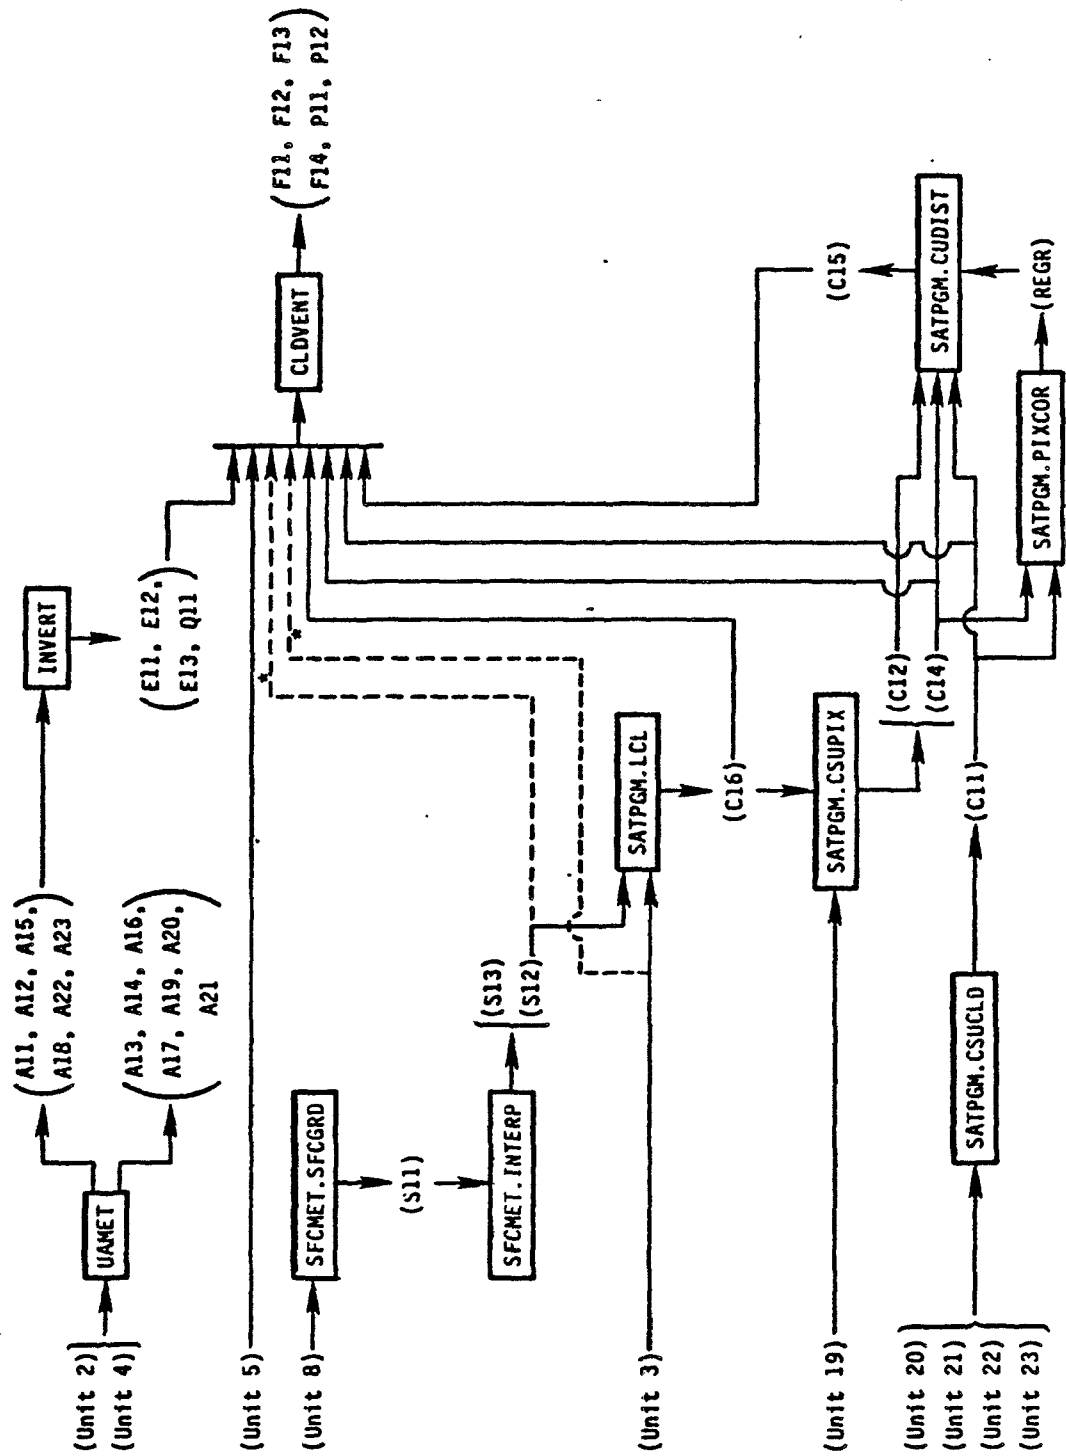 (Unit 2)
(Unit 4)
UAMET
(A11, A12, A15,
A18, A22, A23)
(A13, A14, A16,
A17, A19, A20,
A21)
INVERT
(E11, E12,
E13, Q11)
(Unit 5)
(Unit 8)
SFCMET.SFCGRD
(S11)
SFCMET.INTERP
(S13)
(S12)
*
*
CLDVENT
(F11, F12, F13
F14, P11, P12)
(Unit 3)
SATPGM.LCL
(C16)
(Unit 19)
SATPGM.CSUPIX
(C12)
(C14)
(Unit 20)
(Unit 21)
(Unit 22)
(Unit 23)
SATPGM.CSUCLD
(C11)
SATPGM.PIXCOR
(REGR)
SATPGM.CUDIST
(C15)